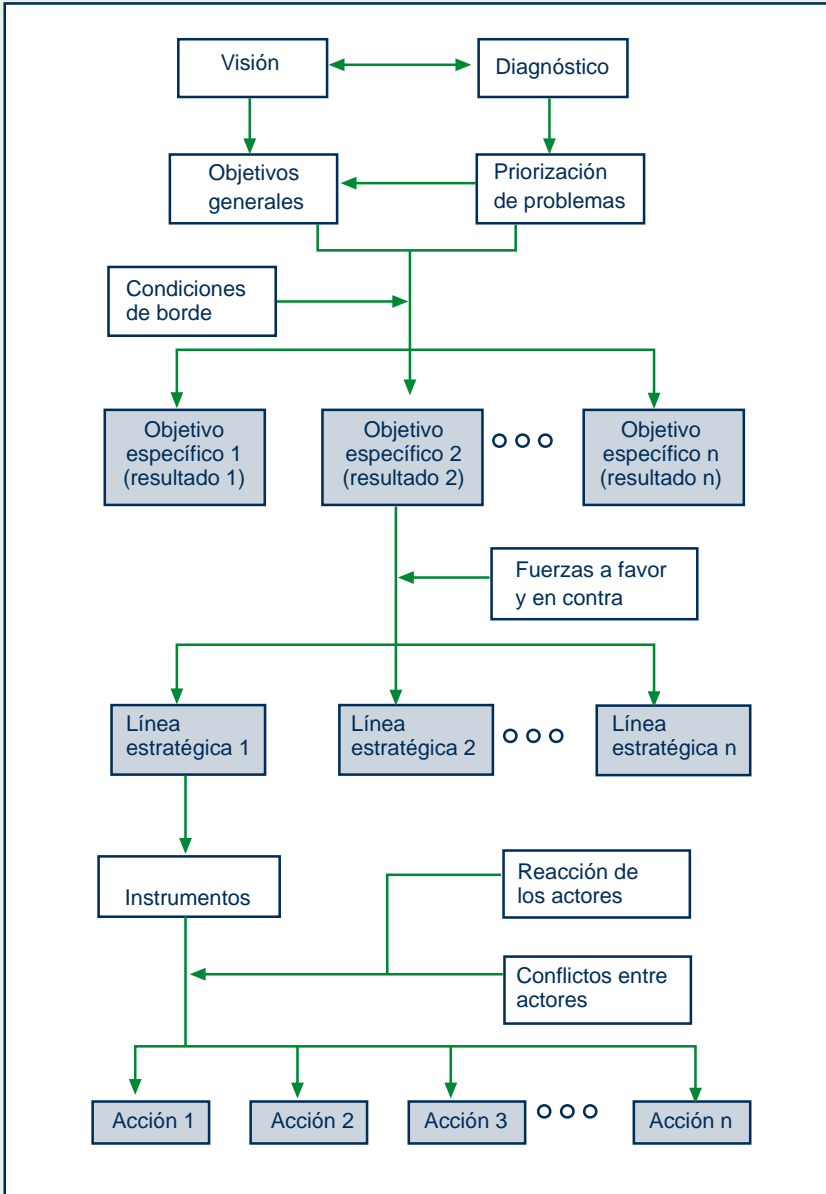 Visión
Diagnóstico
Objetivos
generales
Priorización
de problemas
Condiciones
de borde
Objetivo
específico 1
(resultado 1)
Objetivo
específico 2
(resultado 2)
Objetivo
específico n
(resultado n)
Fuerzas a favor
y en contra
Línea
estratégica 1
Línea
estratégica 2
Línea
estratégica n
Instrumentos
Reacción de
los actores
Conflictos entre
actores
Acción 1
Acción 2
Acción 3
Acción n